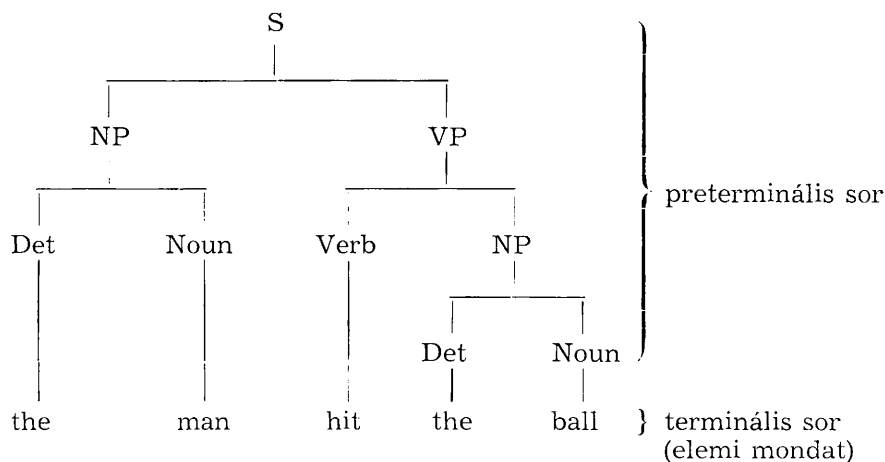 S
NP VP
preterminális sor
Det Noun Verb NP
Det Noun
the man hit the ball } terminális sor
(elemi mondat)